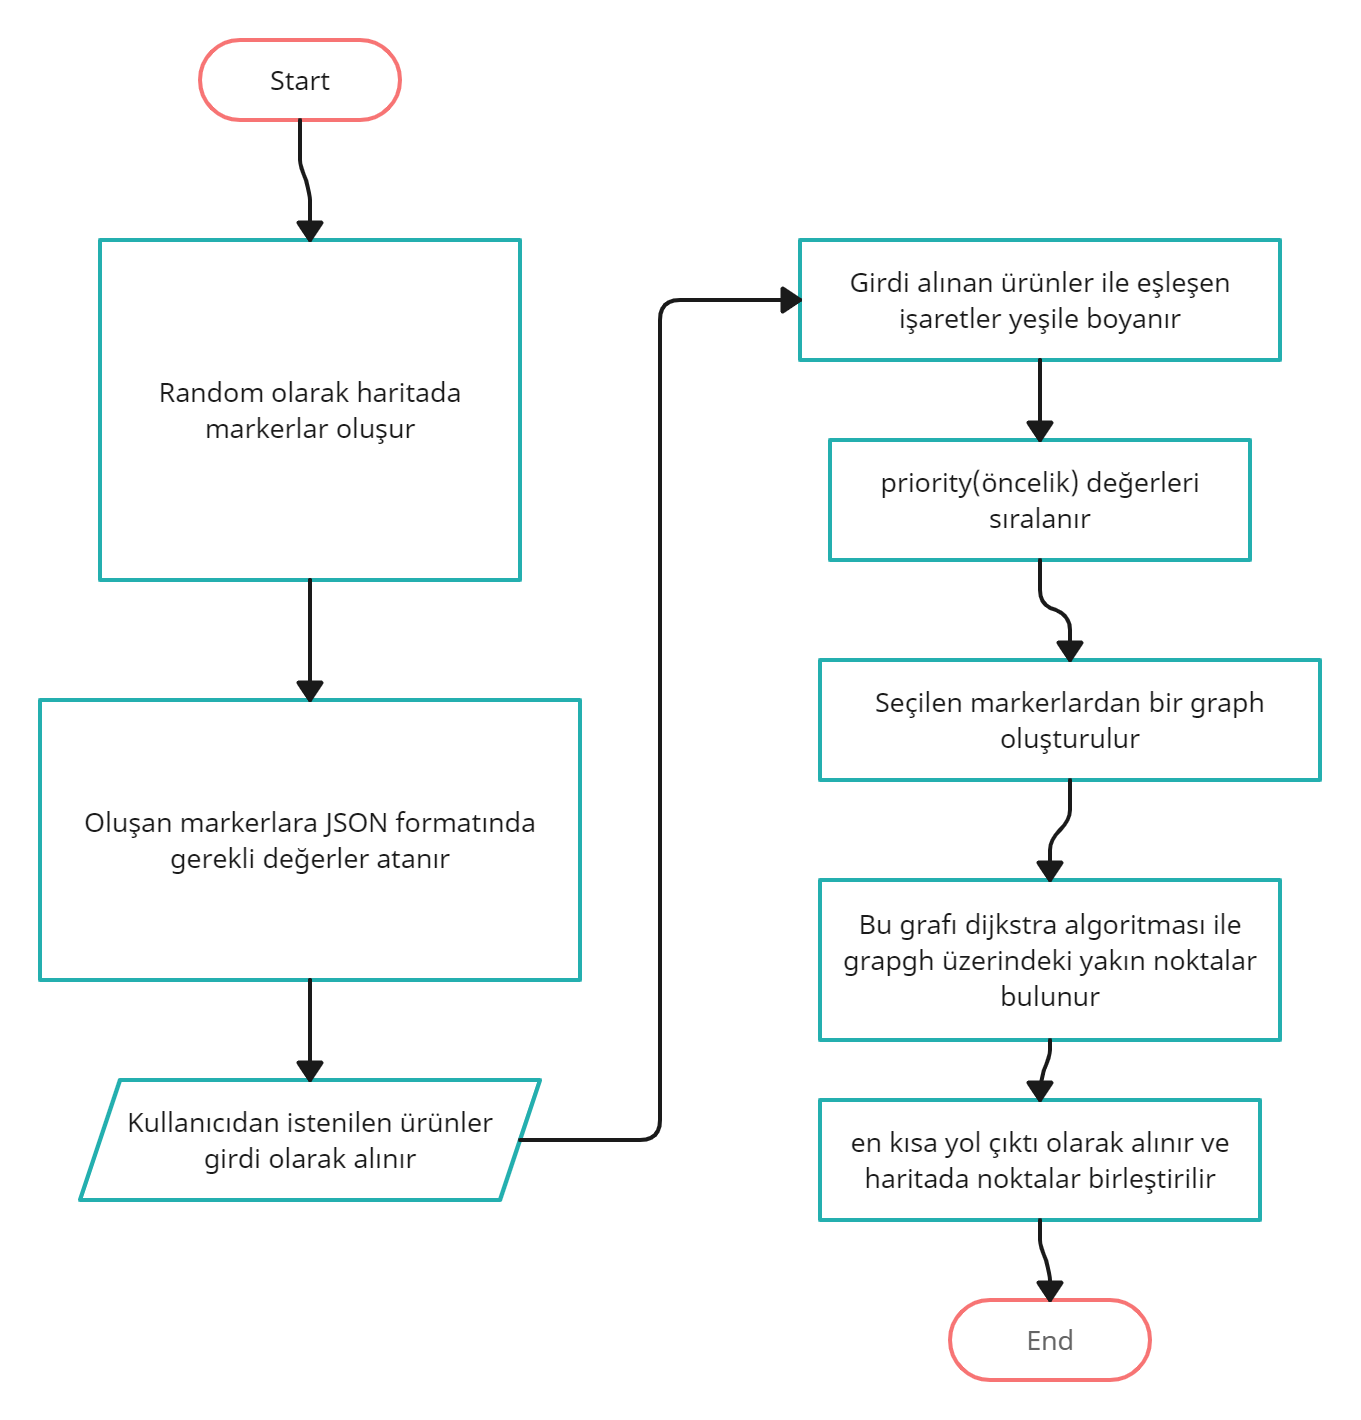 Start
Random olarak haritada
markerlar oluşur
Oluşan markerlara JSON formatında
gerekli değerler atanır
Kullanıcıdan istenilen ürünler
girdi olarak alınır
Girdi alınan ürünler ile eşleşen
işaretler yeşile boyanır
priority(öncelik) değerleri
sıralanır
Seçilen markerlardan bir graph
oluşturulur
Bu grafı dijkstra algoritması ile
grapgh üzerindeki yakın noktalar
bulunur
en kısa yol çıktı olarak alınır ve
haritada noktalar birleştirilir
End